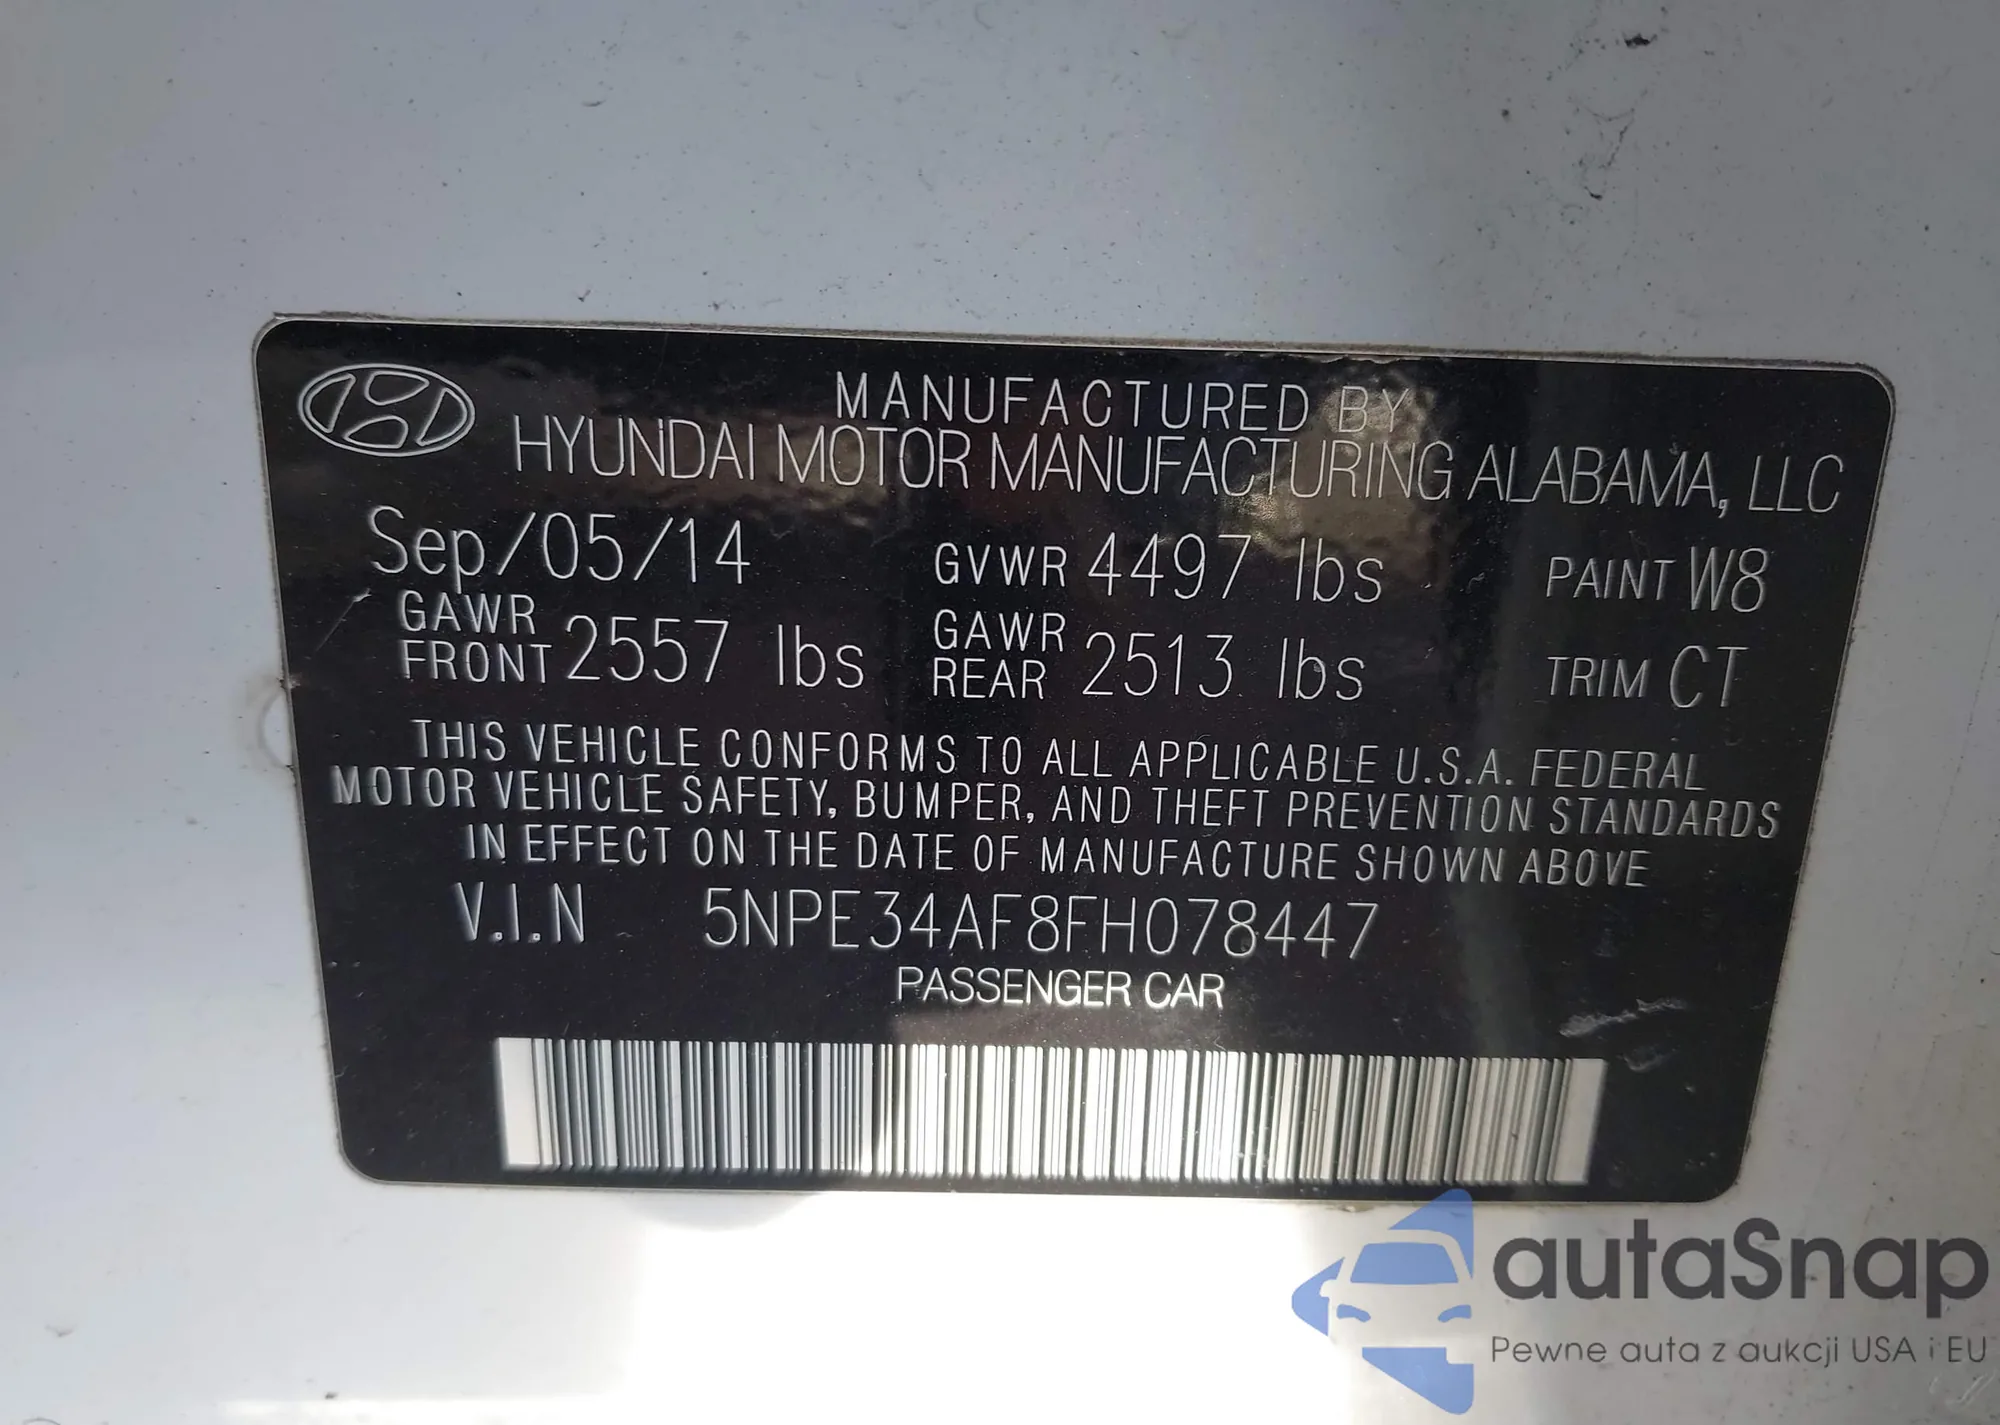 MANUFACTURED BY
HYUNDAI MOTOR MANUFACTURING ALABAMA, LLC
Sep/05/14 GVWR 4497 lbs PAINT W8
GAWR FRONT 2557 lbs GAWR REAR 2513 lbs TRIM CT
THIS VEHICLE CONFORMS TO ALL APPLICABLE U.S.A. FEDERAL
MOTOR VEHICLE SAFETY, BUMPER, AND THEFT PREVENTION STANDARDS
IN EFFECT ON THE DATE OF MANUFACTURE SHOWN ABOVE
V.I.N 5NPE34AF8FH078447
PASSENGER CAR
autaSnap
Pewne auta z aukcji USA i EU